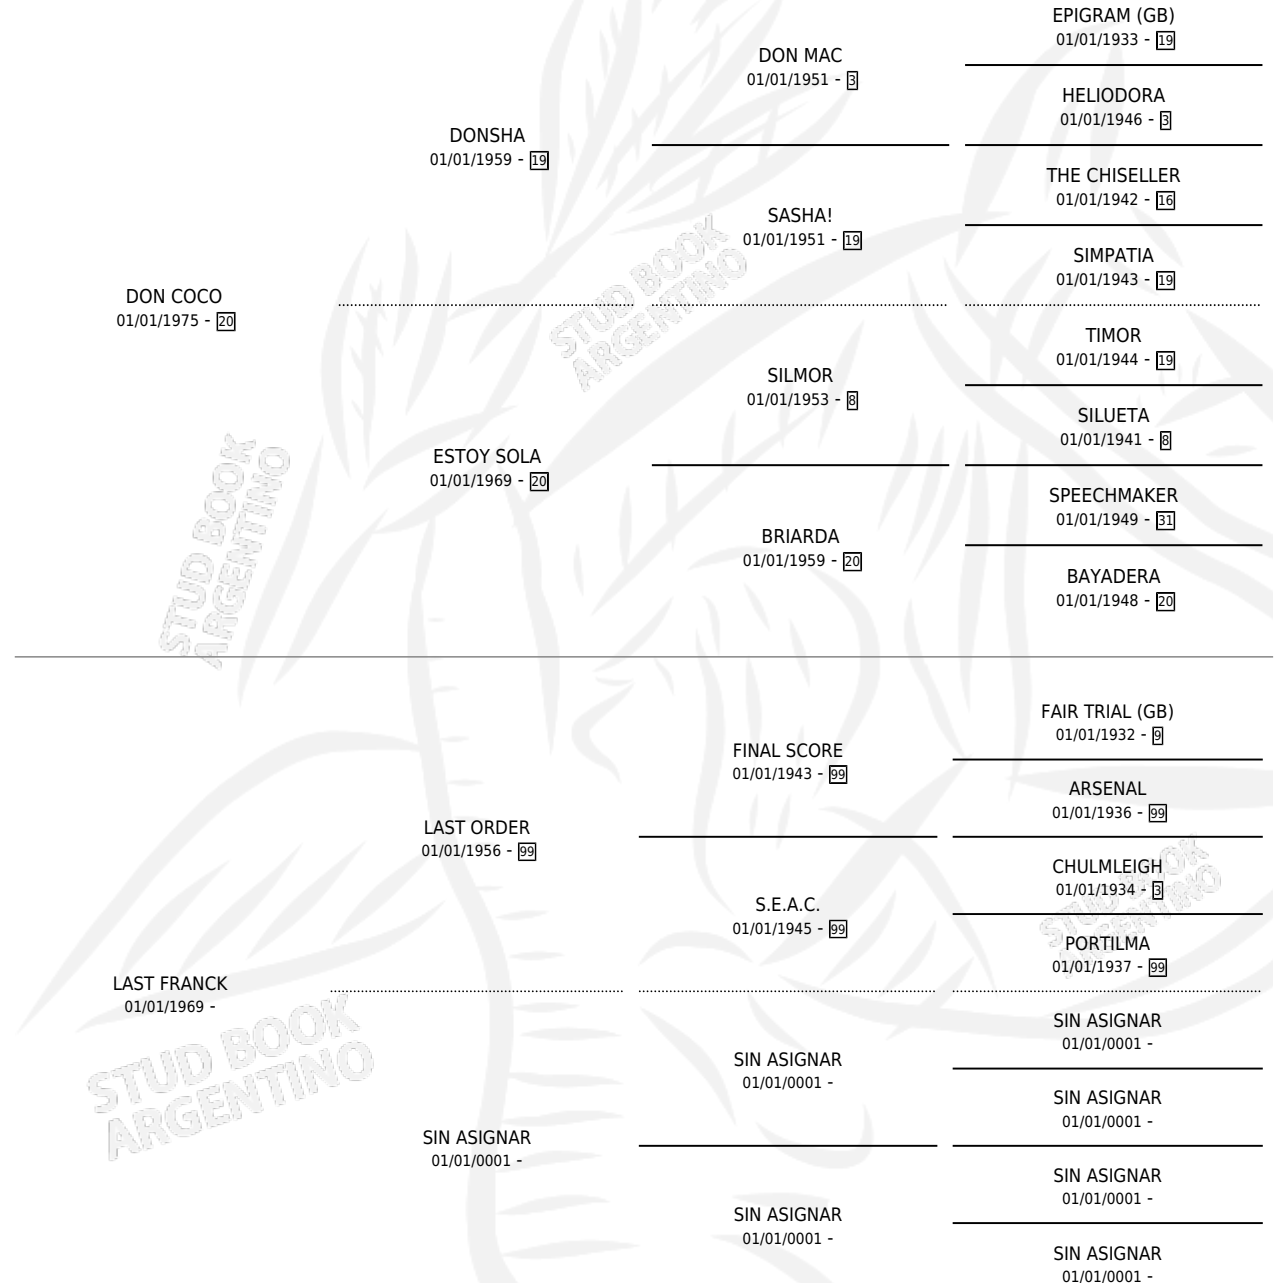 EPIGRAM (GB)
01/01/1933 - 19
DON MAC
01/01/1951 - 3
HELIODORA
01/01/1946 - 3
DONSHA
01/01/1959 - 19
THE CHISELLER
01/01/1942 - 16
SASHA!
01/01/1951 - 19
SIMPATIA
01/01/1943 - 19
DON COCO
01/01/1975 - 20
TIMOR
01/01/1944 - 19
SILMOR
01/01/1953 - 8
SILUETA
01/01/1941 - 8
ESTOY SOLA
01/01/1969 - 20
SPEECHMAKER
01/01/1949 - 31
BRIARDA
01/01/1959 - 20
BAYADERA
01/01/1948 - 20
STUD BOOK
ARGENTINO
STUD BOOK
ARGENTINO
FAIR TRIAL (GB)
01/01/1932 - 9
FINAL SCORE
01/01/1943 - 99
ARSENAL
01/01/1936 - 99
LAST ORDER
01/01/1956 - 99
CHULMLEIGH
01/01/1934 - 3
S.E.A.C.
01/01/1945 - 99
PORTILMA
01/01/1937 - 99
STUD BOOK
ARGENTINO
LAST FRANCK
01/01/1969 -
SIN ASIGNAR
01/01/0001 -
SIN ASIGNAR
01/01/0001 -
SIN ASIGNAR
01/01/0001 -
STUD BOOK
ARGENTINO
SIN ASIGNAR
01/01/0001 -
SIN ASIGNAR
01/01/0001 -
SIN ASIGNAR
01/01/0001 -
SIN ASIGNAR
01/01/0001 -